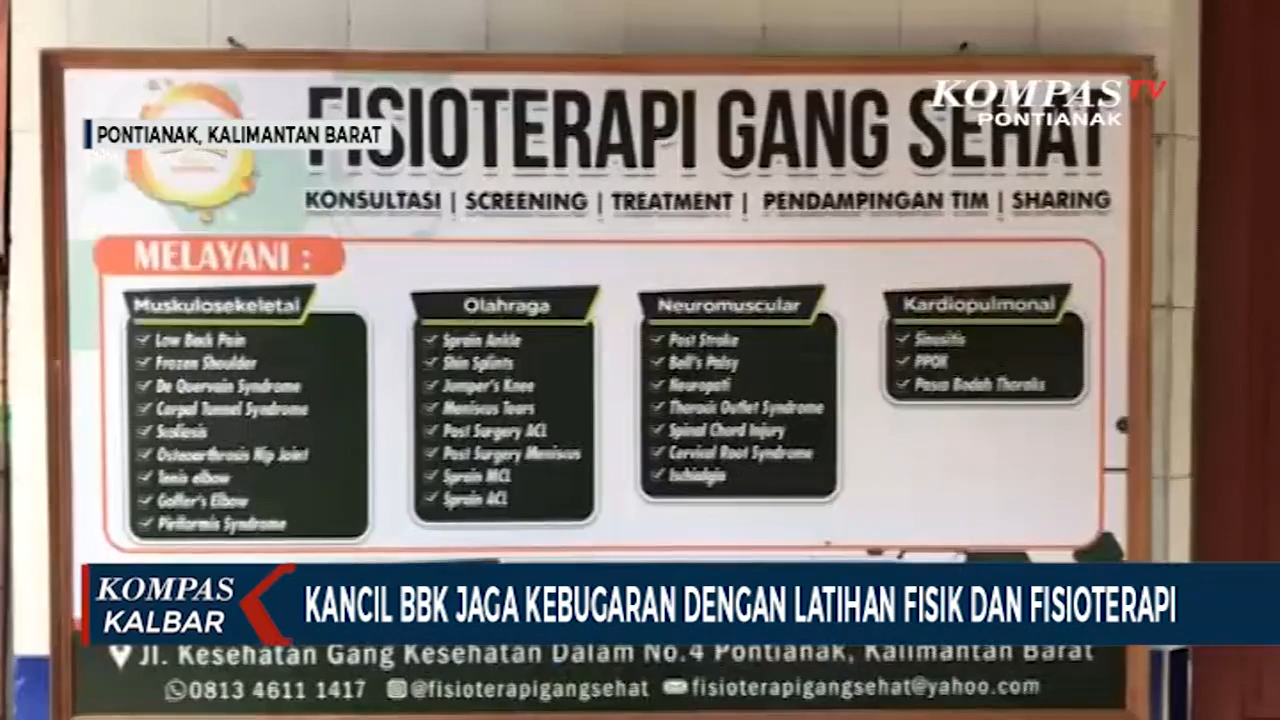 FISIOTERAPI GANG SEHAT
KOMPASTV
PONTIANAK
PONTIANAK, KALIMANTAN BARAT
KONSULTASI | SCREENING | TREATMENT | PENDAMPINGAN TIM | SHARING
MELAYANI :
Muskulosekeletal
Low Back Pain
Frozen Shoulder
De Quervain Syndrome
Carpal Tunnel Syndrome
Scoliosis
Osteoarthrosis Hip Joint
Tenis elbow
Golfer's Elbow
Piriformis Syndrome
Olahraga
Sprain Ankle
Shin Splints
Jumper's Knee
Meniscus Tears
Post Surgery ACL
Post Surgery Meniscus
Sprain MCL
Sprain ACL
Neuromuscular
Post Stroke
Bell's Palsy
Neuropati
Thoracic Outlet Syndrome
Spinal Chord Injury
Cervical Root Syndrome
Ischialgia
Kardiopulmonal
Sinusitis
PPOK
Pasca Bedah Thoraks
KOMPAS
KALBAR
KANCIL BBK JAGA KEBUGARAN DENGAN LATIHAN FISIK DAN FISIOTERAPI
Jl. Kesehatan Gang Kesehatan Dalam No.4 Pontianak, Kalimantan Barat
0813 4611 1417 @fisioterapigangsehat fisioterapigangsehat@yahoo.com